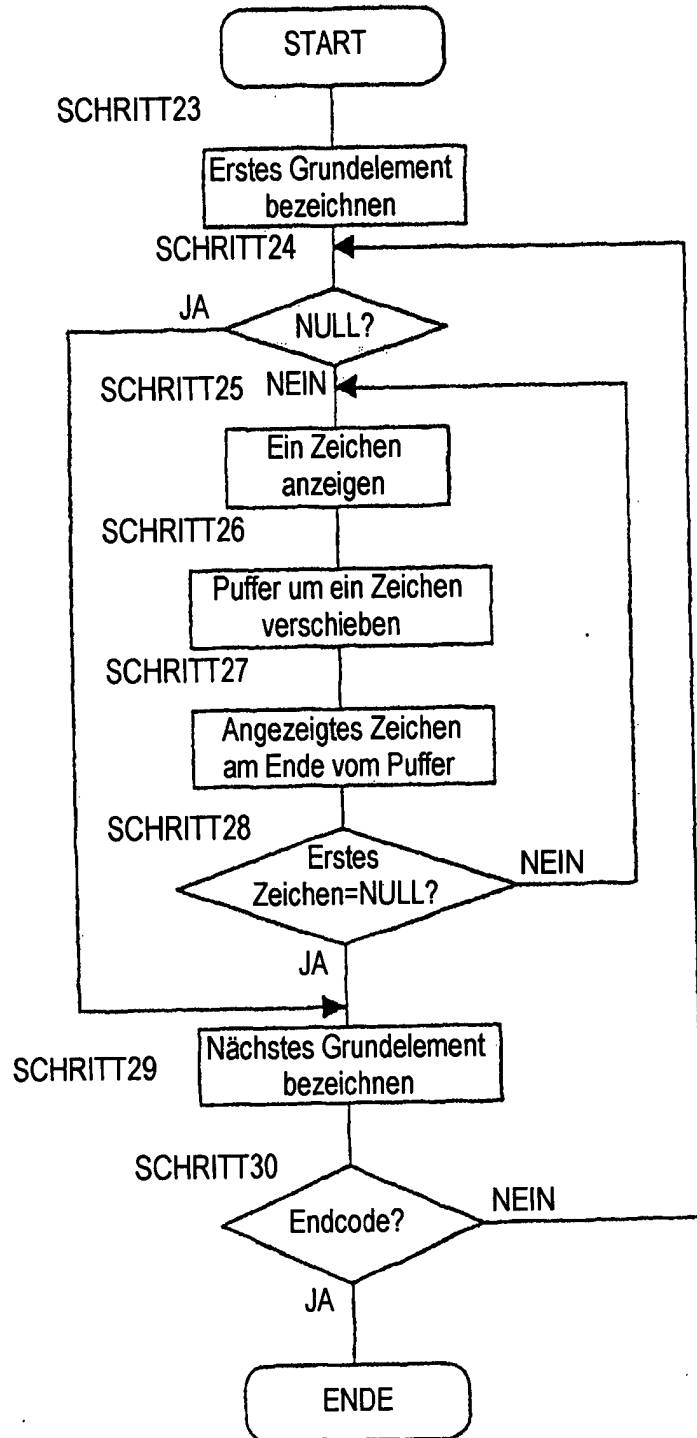 START
SCHRITT23
Erstes Grundelement
bezeichnen
SCHRITT24
JA
NULL?
SCHRITT25
NEIN
Ein Zeichen
anzeigen
SCHRITT26
Puffer um ein Zeichen
verschieben
SCHRITT27
Angezeigtes Zeichen
am Ende vom Puffer
SCHRITT28
Erstes
Zeichen=NULL?
NEIN
JA
Nächstes Grundelement
bezeichnen
SCHRITT29
SCHRITT30
Endcode?
NEIN
JA
ENDE